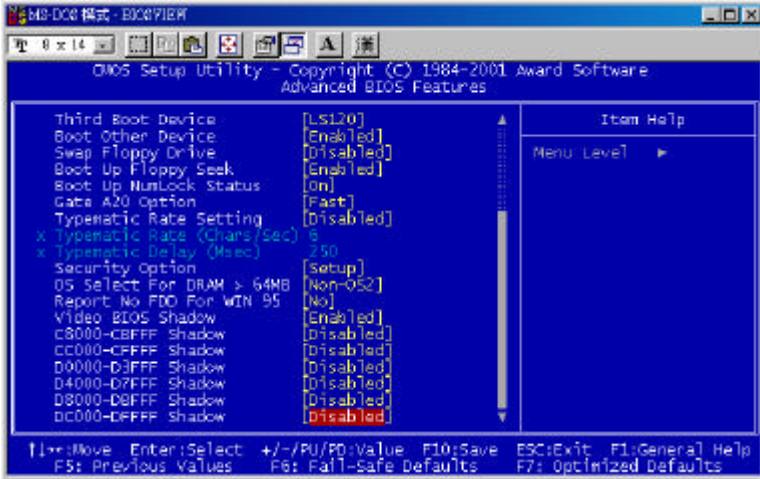 MS-DOS 模式 - BIOSVIEW
8 x 14
A 漢
CMOS Setup Utility - Copyright (C) 1984-2001 Award Software
Advanced BIOS Features
Third Boot Device [LS120]
Boot Other Device [Enabled]
Swap Floppy Drive [Disabled]
Boot Up Floppy Seek [Enabled]
Boot Up NumLock Status [On]
Gate A20 Option [Fast]
Typematic Rate Setting [Disabled]
x Typematic Rate (Chars/Sec) 6
x Typematic Delay (Msec) 250
Security Option [Setup]
OS Select For DRAM > 64MB [Non-OS2]
Report No FDD For WIN 95 [No]
Video BIOS Shadow [Enabled]
C8000-CBFFF Shadow [Disabled]
CC000-CFFFF Shadow [Disabled]
D0000-D3FFF Shadow [Disabled]
D4000-D7FFF Shadow [Disabled]
D8000-DBFFF Shadow [Disabled]
DC000-DFFFF Shadow [Disabled]
Item Help
Menu Level ►
↑↓→←:Move Enter:Select +/-/PU/PD:Value F10:Save ESC:Exit F1:General Help
F5: Previous Values F6: Fail-Safe Defaults F7: Optimized Defaults